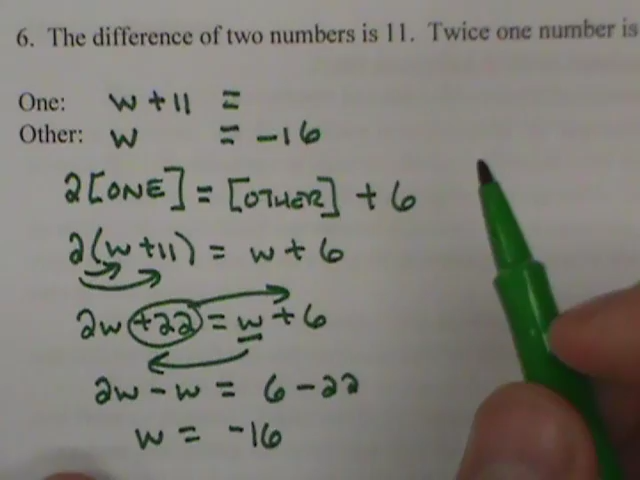 6. The difference of two numbers is 11. Twice one number is
One: w + 11 =
Other: w = -16
2[ONE] = [OTHER] + 6
2(w + 11) = w + 6
2w + 22 = w + 6
2w - w = 6 - 22
w = -16